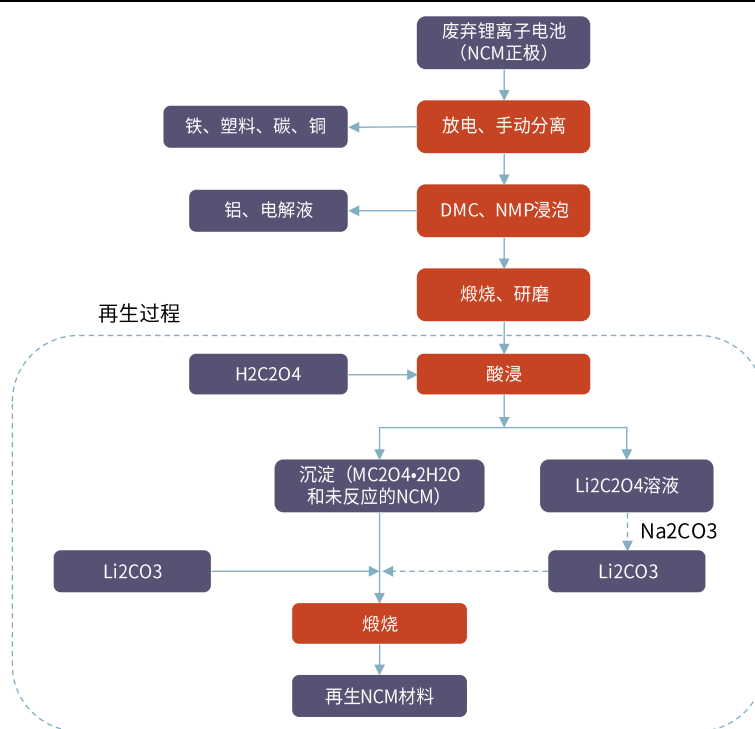 废弃锂离子电池
（NCM正极）
铁、塑料、碳、铜
放电、手动分离
铝、电解液
DMC、NMP浸泡
煅烧、研磨
再生过程
H2C2O4
酸浸
沉淀（MC2O4•2H2O
和未反应的NCM）
Li2C2O4溶液
Na2CO3
Li2CO3
Li2CO3
煅烧
再生NCM材料